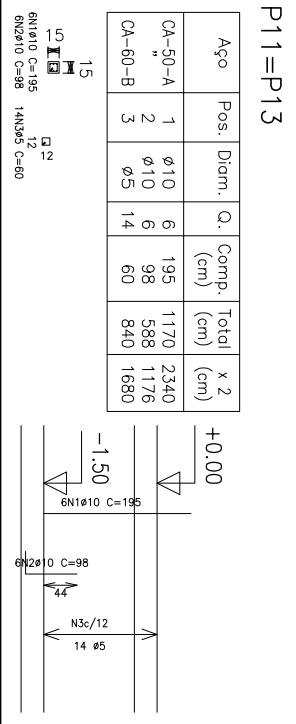 P11=P13
Aço Pos. Diam. Q. Comp. (cm) Total (cm) x 2 (cm)
CA-50-A 1 ø10 6 195 1170 2340
" 2 ø10 6 98 588 1176
CA-60-B 3 ø5 14 60 840 1680
15
15
6N1ø10 C=195
6N2ø10 C=98
12
12
14N3ø5 C=60
+0.00
-1.50
6N1ø10 C=195
6N2ø10 C=98
44
N3c/12
14 ø5